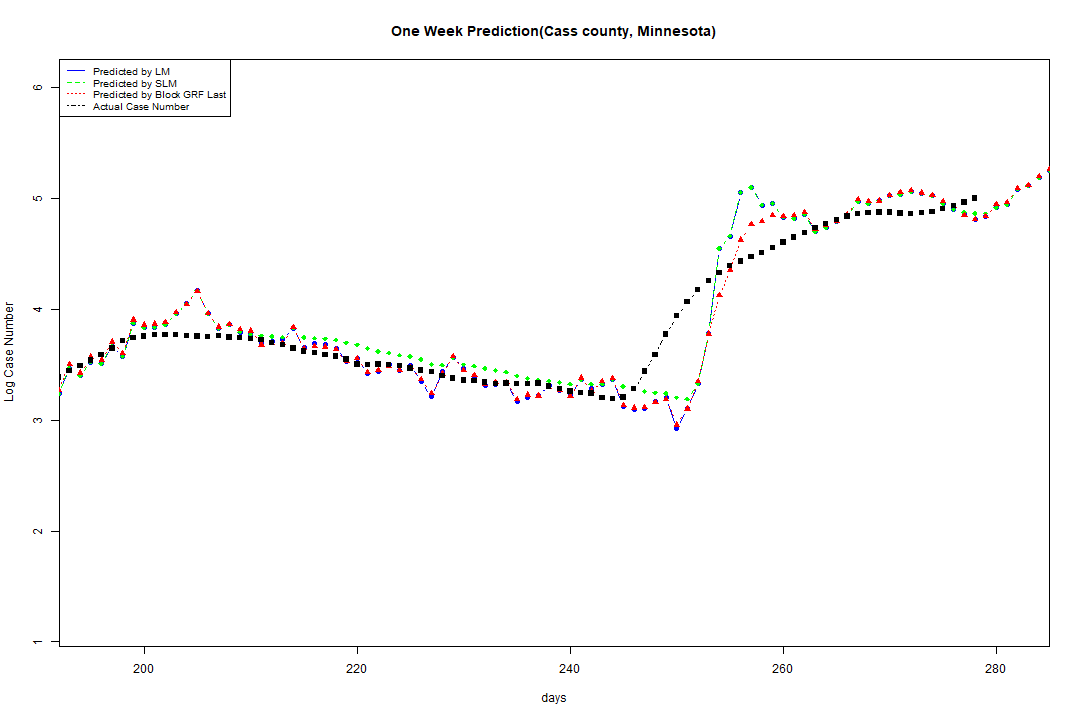 One Week Prediction(Cass county, Minnesota)
Predicted by LM
Predicted by SLM
Predicted by Block GRF Last
Actual Case Number
6
5
4
3
2
1
Log Case Number
200
220
240
260
280
days